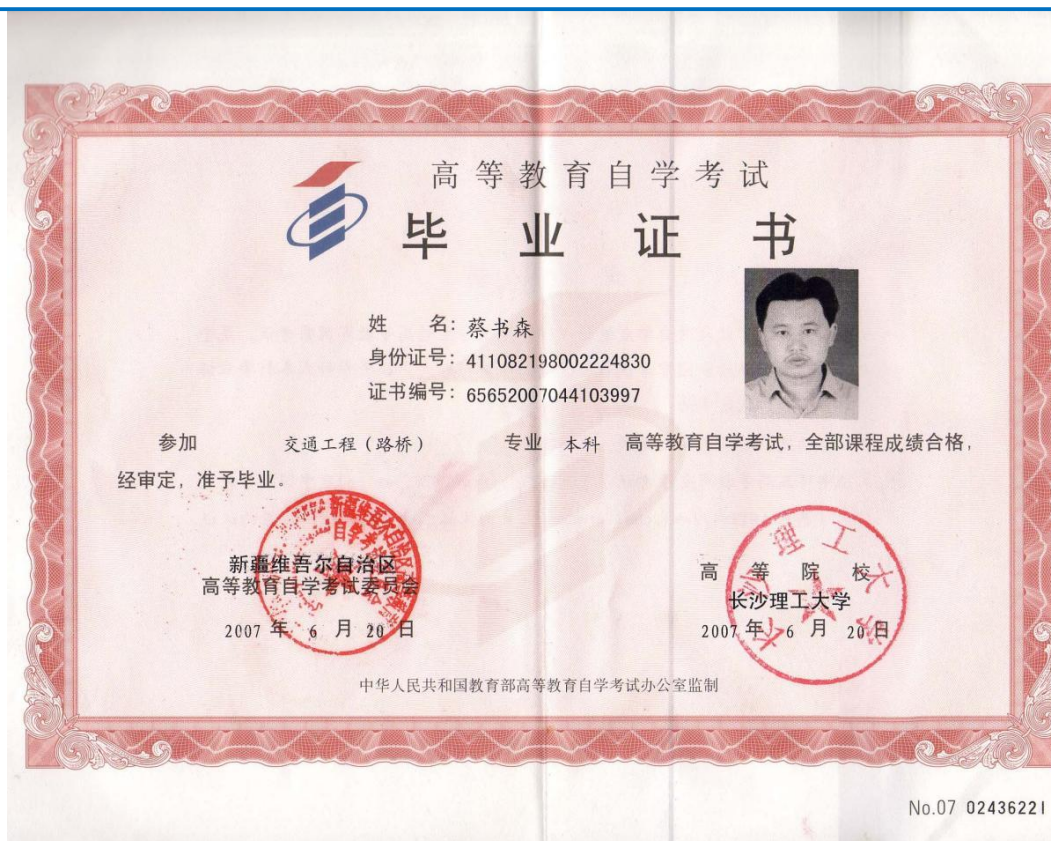 高等教育自学考试
毕业证书
姓 名：蔡书森
身份证号：411082198002224830
证书编号：65652007044103997
参加 交通工程（路桥） 专业 本科 高等教育自学考试，全部课程成绩合格，
经审定，准予毕业。
新疆维吾尔自治区
高等教育自学考试委员会
2007 年 6 月 20 日
高等院校
长沙理工大学
2007 年 6 月 20 日
长沙理工大学
中华人民共和国教育部高等教育自学考试办公室监制
No.07 02436221